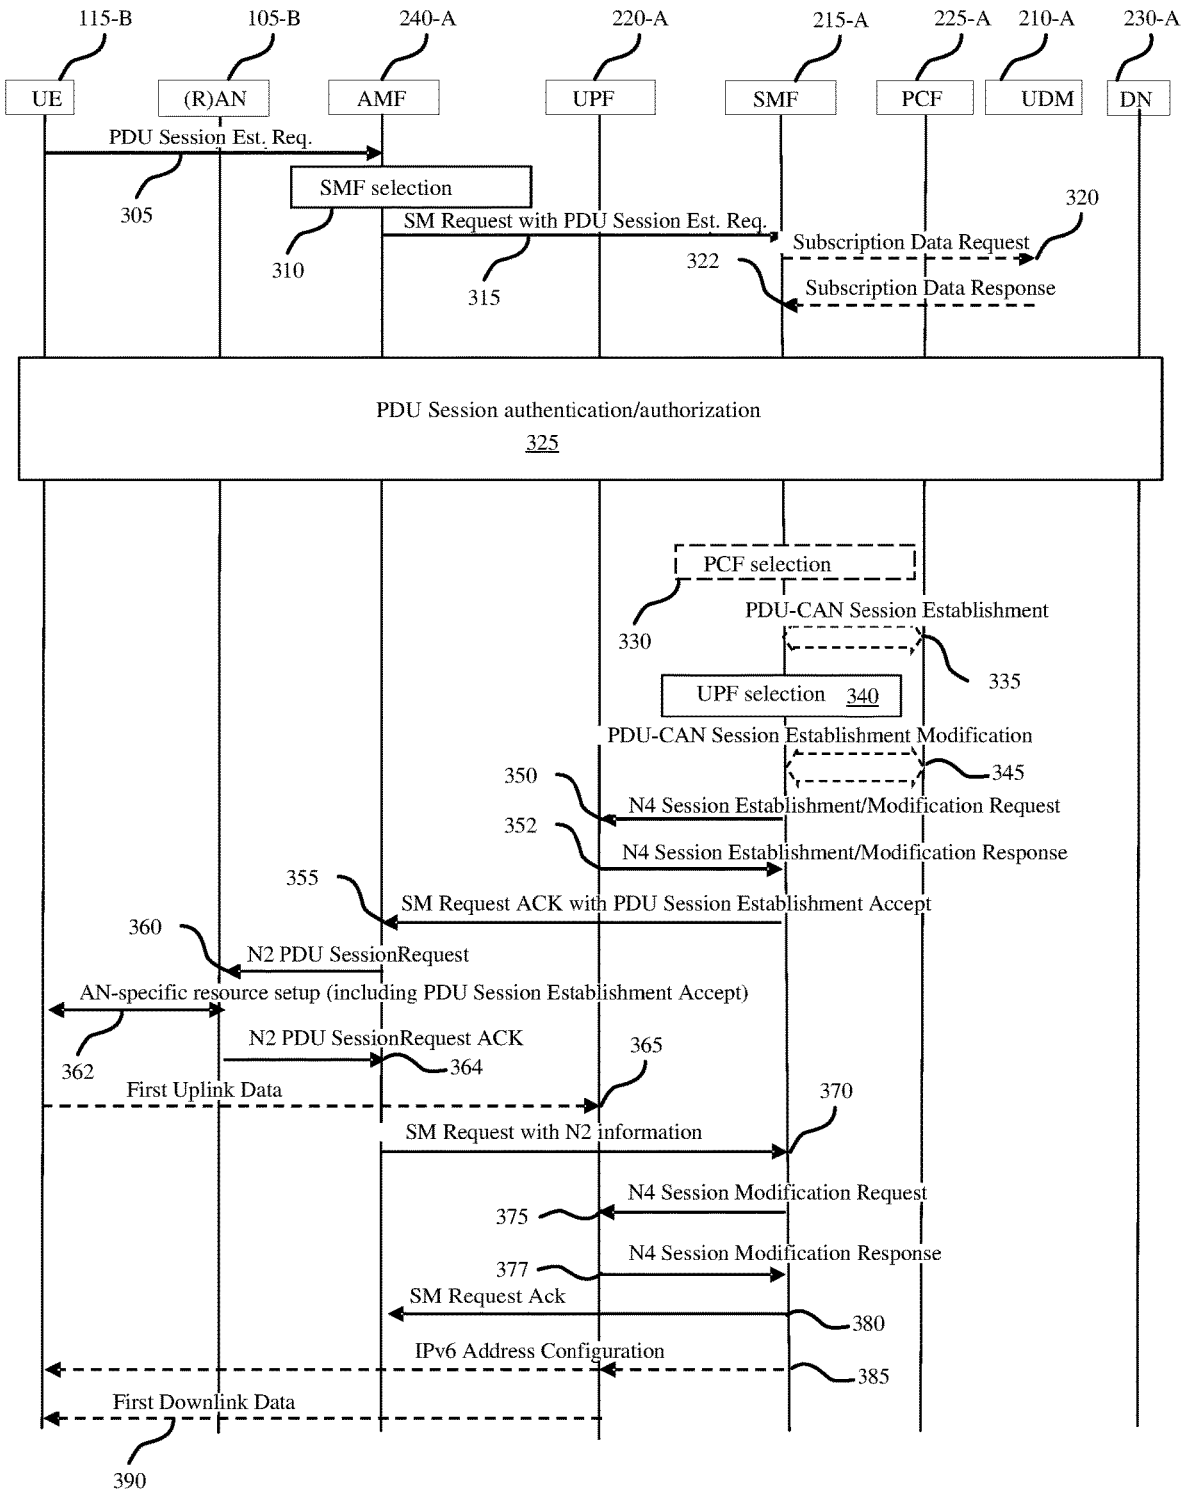 115-B 105-B 240-A 220-A 215-A 225-A 210-A 230-A
UE (R)AN AMF UPF SMF PCF UDM DN
PDU Session Est. Req.
305
SMF selection
310
SM Request with PDU Session Est. Req.
315
320
Subscription Data Request
322
Subscription Data Response
PDU Session authentication/authorization
325
PCF selection
330
PDU-CAN Session Establishment
335
UPF selection 340
PDU-CAN Session Establishment Modification
345
350
N4 Session Establishment/Modification Request
352
N4 Session Establishment/Modification Response
355
SM Request ACK with PDU Session Establishment Accept
360
N2 PDU SessionRequest
AN-specific resource setup (including PDU Session Establishment Accept)
362
N2 PDU SessionRequest ACK
364
365
First Uplink Data
370
SM Request with N2 information
N4 Session Modification Request
375
N4 Session Modification Response
377
SM Request Ack
380
IPv6 Address Configuration
385
First Downlink Data
390